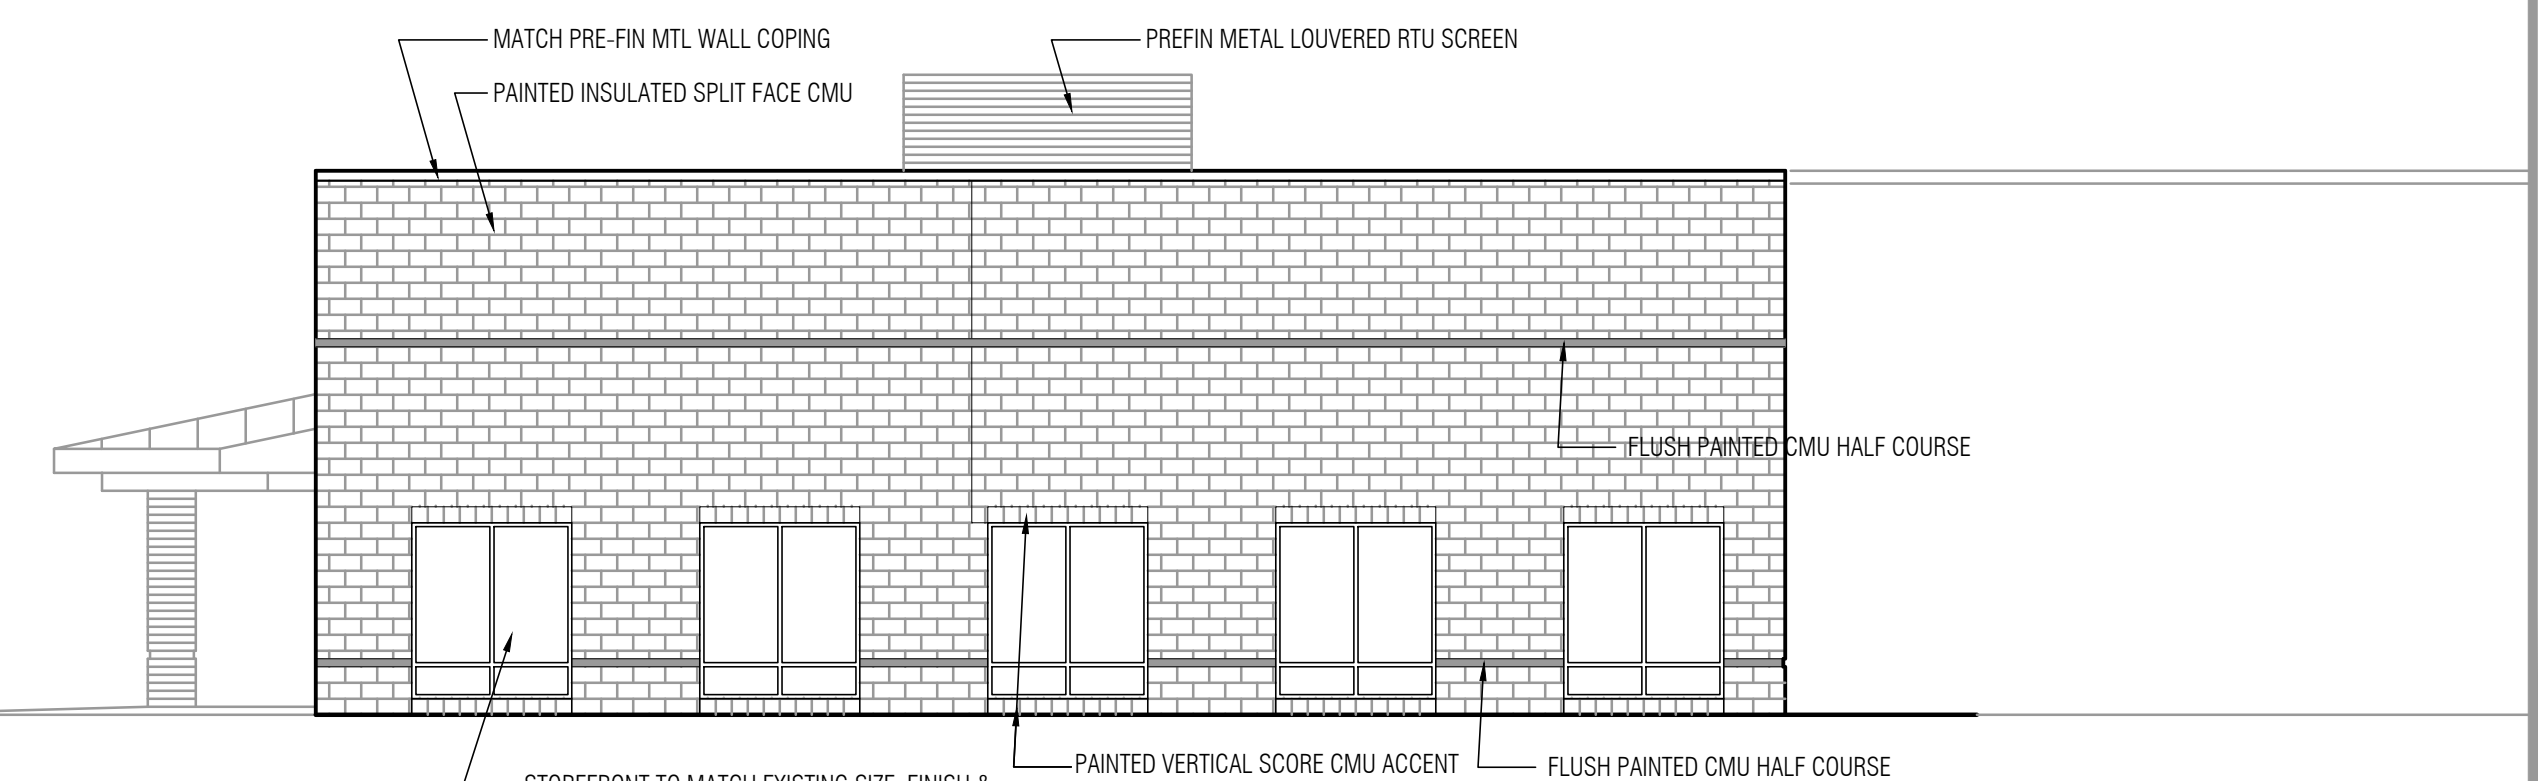 MATCH PRE-FIN MTL WALL COPING
PREFIN METAL LOUVERED RTU SCREEN
PAINTED INSULATED SPLIT FACE CMU
FLUSH PAINTED CMU HALF COURSE
PAINTED VERTICAL SCORE CMU ACCENT
FLUSH PAINTED CMU HALF COURSE
STOREFRONT TO MATCH EXISTING SIZE, FINISH &